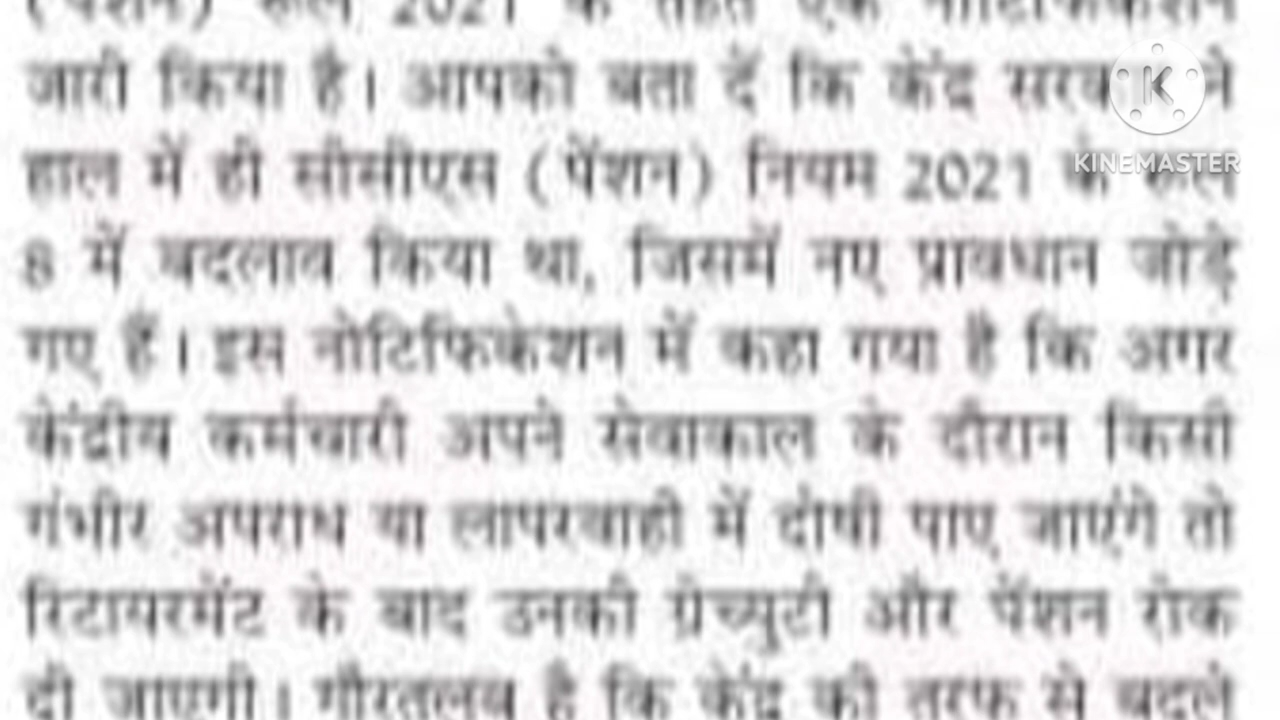 (पेंशन) रूल 2021 के तहत एक नोटिफिकेशन
जारी किया है। आपको बता दें कि केंद्र सरका ने
हाल में ही सीसीएस (पेंशन) नियम 2021 के रूल
8 में बदलाव किया था, जिसमें नए प्रावधान जोड़े
गए हैं। इस नोटिफिकेशन में कहा गया है कि अगर
केंद्रीय कर्मचारी अपने सेवाकाल के दौरान किसी
गंभीर अपराध या लापरवाही में दोषी पाए जाएंगे तो
रिटायरमेंट के बाद उनकी ग्रेच्युटी और पेंशन रोक
दी जाएगी। गौरतलब है कि केंद्र की तरफ से बदले
K
KINEMASTER